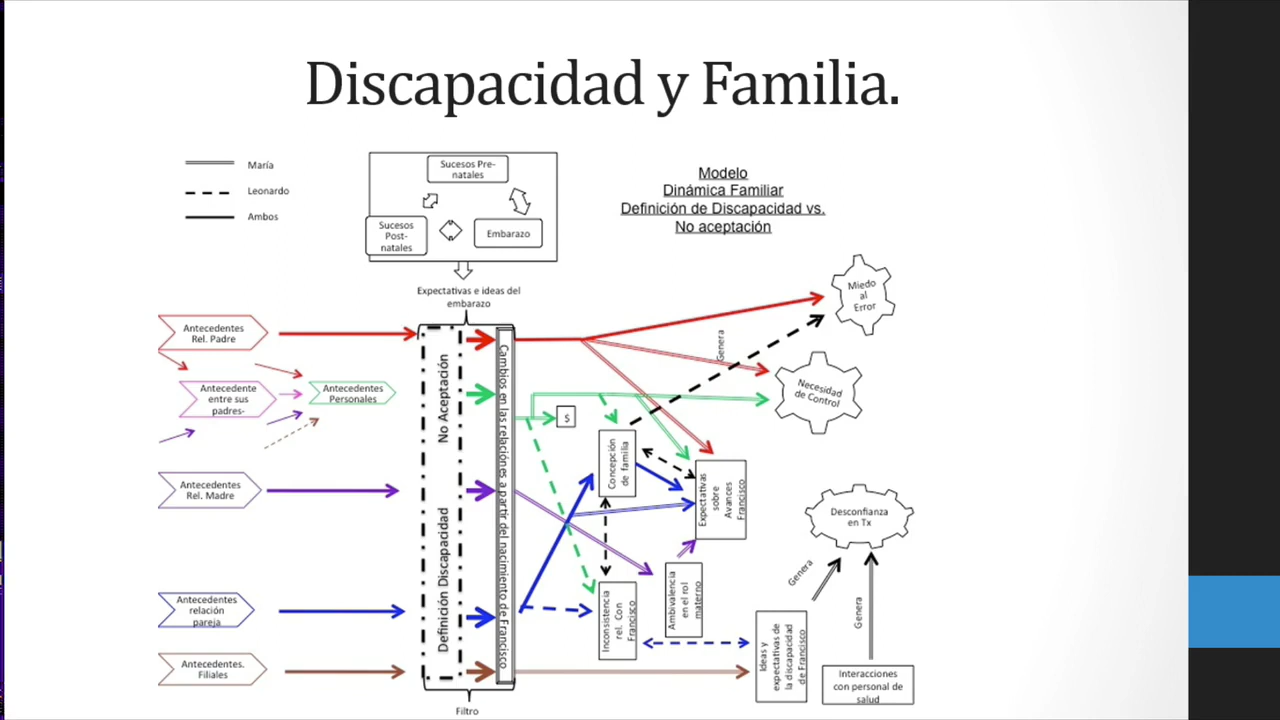 Discapacidad y Familia.
María
Leonardo
Ambos
Sucesos Pre-
natales
Sucesos
Post-
natales
Embarazo
Modelo
Dinámica Familiar
Definición de Discapacidad vs.
No aceptación
Expectativas e ideas del
embarazo
Antecedentes
Rel. Padre
Antecedente
entre sus
padres-
Antecedentes
Personales
Antecedentes
Rel. Madre
Antecedentes
relación
pareja
Antecedentes.
Filiales
No Aceptación
Definición Discapacidad
Cambios en las relaciónes a partir del nacimiento de Francisco
Filtro
$
Concepción
de familia
Expectativas
sobre
Avances
Francisco
Inconsistencia
rel. Con
Francisco
Ambivalencia
en el rol
materno
Ideas y
expectativas de
la discapacidad
de Francisco
Genera
Miedo
al
Error
Necesidad
de Control
Desconfianza
en Tx
Genera
Genera
Interacciones
con personal de
salud